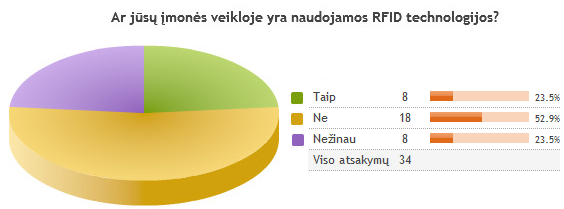 Ar jūsų įmonės veikloje yra naudojamos RFID technologijos?
Taip 8 23.5%
Ne 18 52.9%
Nežinau 8 23.5%
Viso atsakymų 34